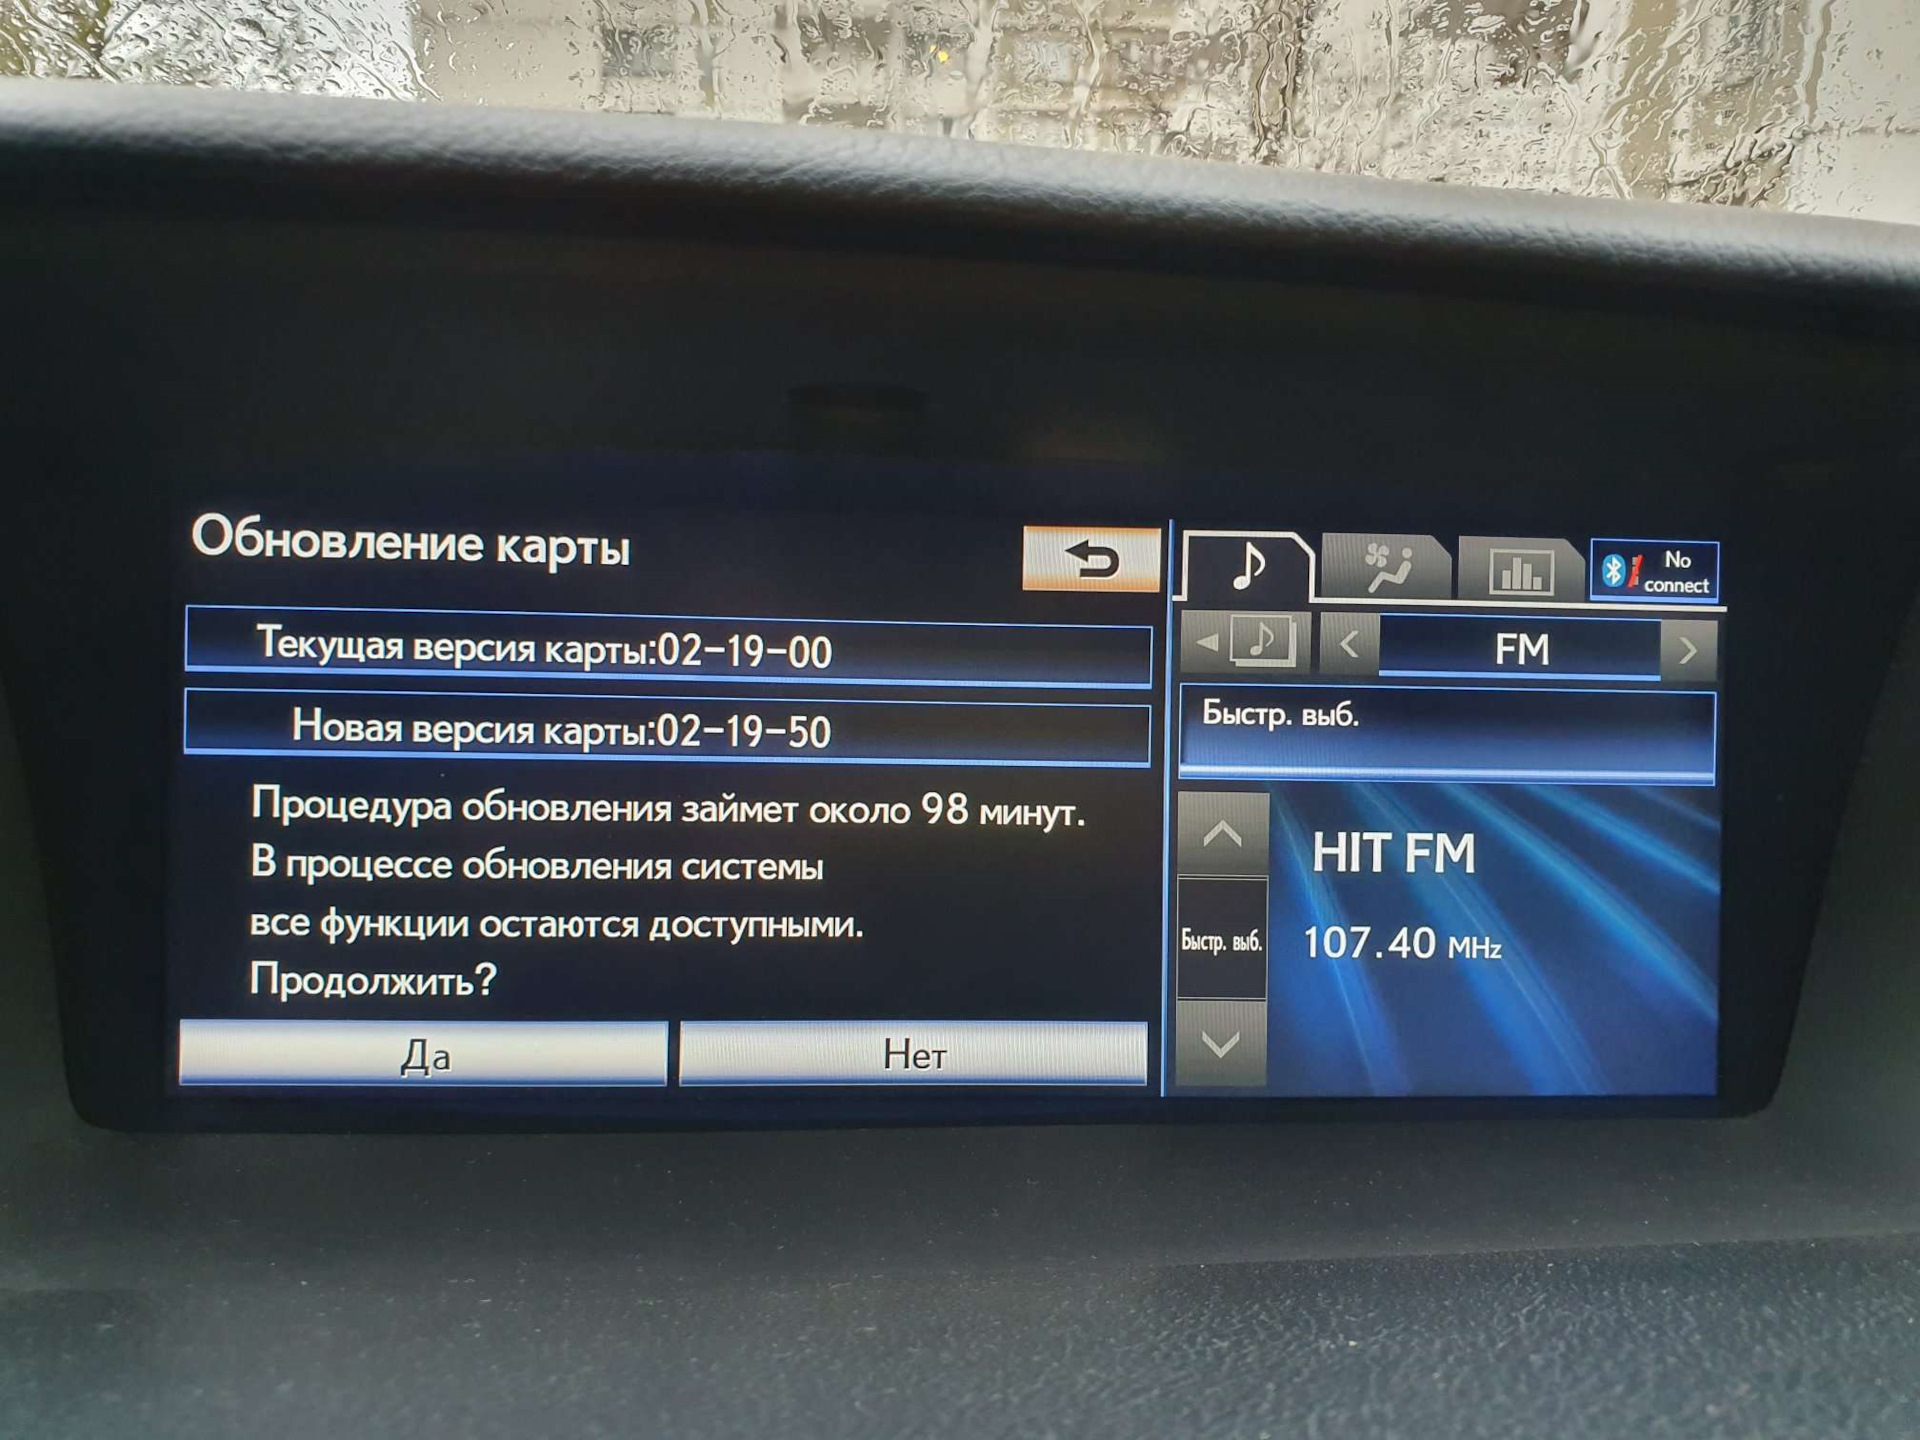 Обновление карты
Текущая версия карты:02-19-00
Новая версия карты:02-19-50
Процедура обновления займет около 98 минут.
В процессе обновления системы
все функции остаются доступными.
Продолжить?
Да
Нет
No
connect
FM
Быстр. выб.
HIT FM
Быстр. выб.
107.40 MHz